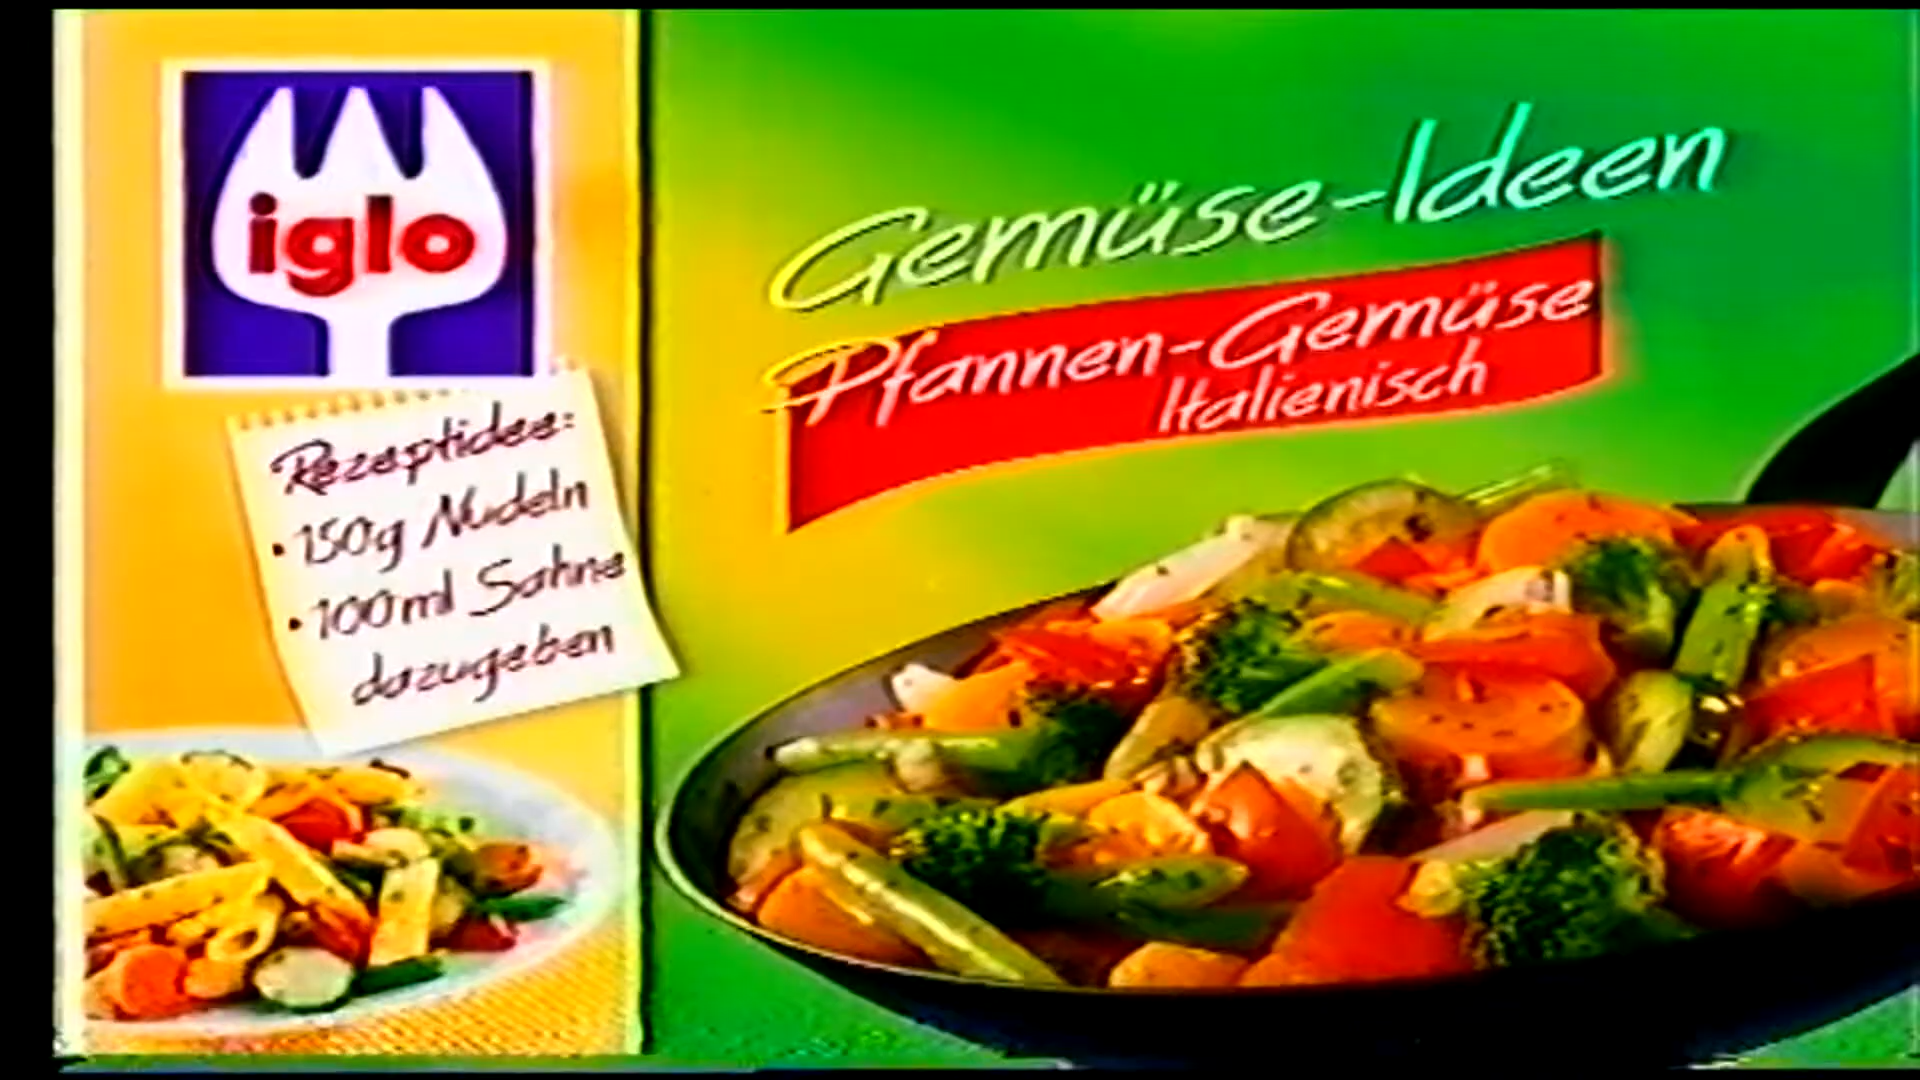 iglo
Rezeptidee:
• 150g Nudeln
• 100ml Sahne
dazugeben
Gemüse-Ideen
Pfannen-Gemüse
Italienisch